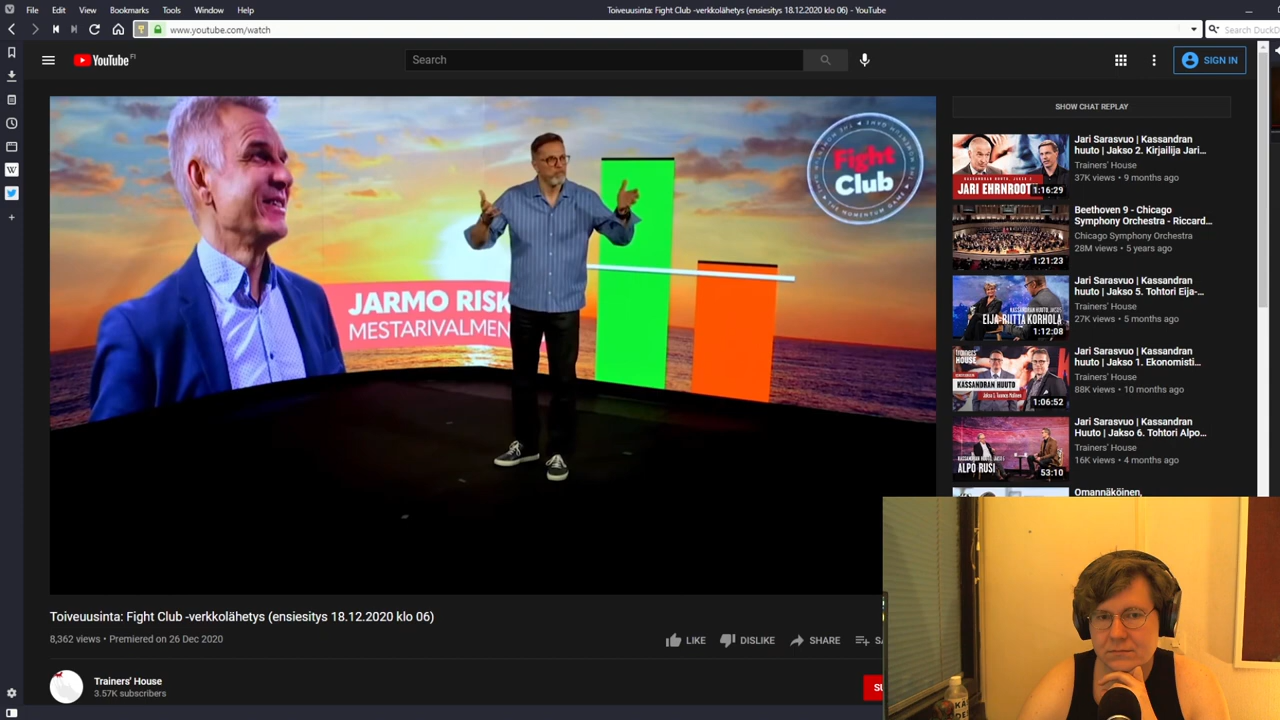 File Edit View Bookmarks Tools Window Help
Toiveuusinta: Fight Club -verkkolähetys (ensiesitys 18.12.2020 klo 06) - YouTube
www.youtube.com/watch
Search DuckD
YouTube FI
Search
SIGN IN
Fight
Club
JARMO RISK
MESTARIVALMEN
SHOW CHAT REPLAY
Jari Sarasvuo | Kassandran
huuto | Jakso 2. Kirjailija Jari...
Trainers' House
37K views • 9 months ago
JARI EHRNROOT
1:16:29
Beethoven 9 - Chicago
Symphony Orchestra - Riccard...
Chicago Symphony Orchestra
28M views • 5 years ago
1:21:23
Jari Sarasvuo | Kassandran
huuto | Jakso 5. Tohtori Eija-...
Trainers' House
27K views • 5 months ago
EIJA-RIITTA KORHOLA
1:12:08
Jari Sarasvuo | Kassandran
huuto | Jakso 1. Ekonomisti...
Trainers' House
88K views • 10 months ago
Trainers'
HOUSE
KASSANDRAN HUUTO
1:06:52
Jari Sarasvuo | Kassandran
Huuto | Jakso 6. Tohtori Alpo...
Trainers' House
16K views • 4 months ago
ALPO RUSI
53:10
Omannäköinen,
Toiveuusinta: Fight Club -verkkolähetys (ensiesitys 18.12.2020 klo 06)
8,362 views • Premiered on 26 Dec 2020
LIKE DISLIKE SHARE SA
Trainers' House
3.57K subscribers
SU